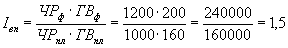 I_вп = (ЧР_ф · ГВ_ф) / (ЧР_пл · ГВ_пл) = (1200 · 200) / (1000 · 160) = 240000 / 160000 = 1,5